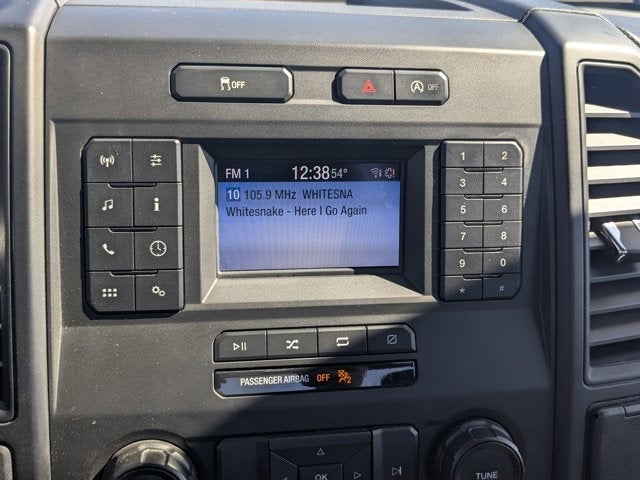 OFF
A OFF
FM 1 12:38 54°
10 105.9 MHz WHITESNA
Whitesnake - Here I Go Again
i
1 2
3 4
5 6
7 8
9 0
* #
PASSENGER AIRBAG OFF
OK
TUNE